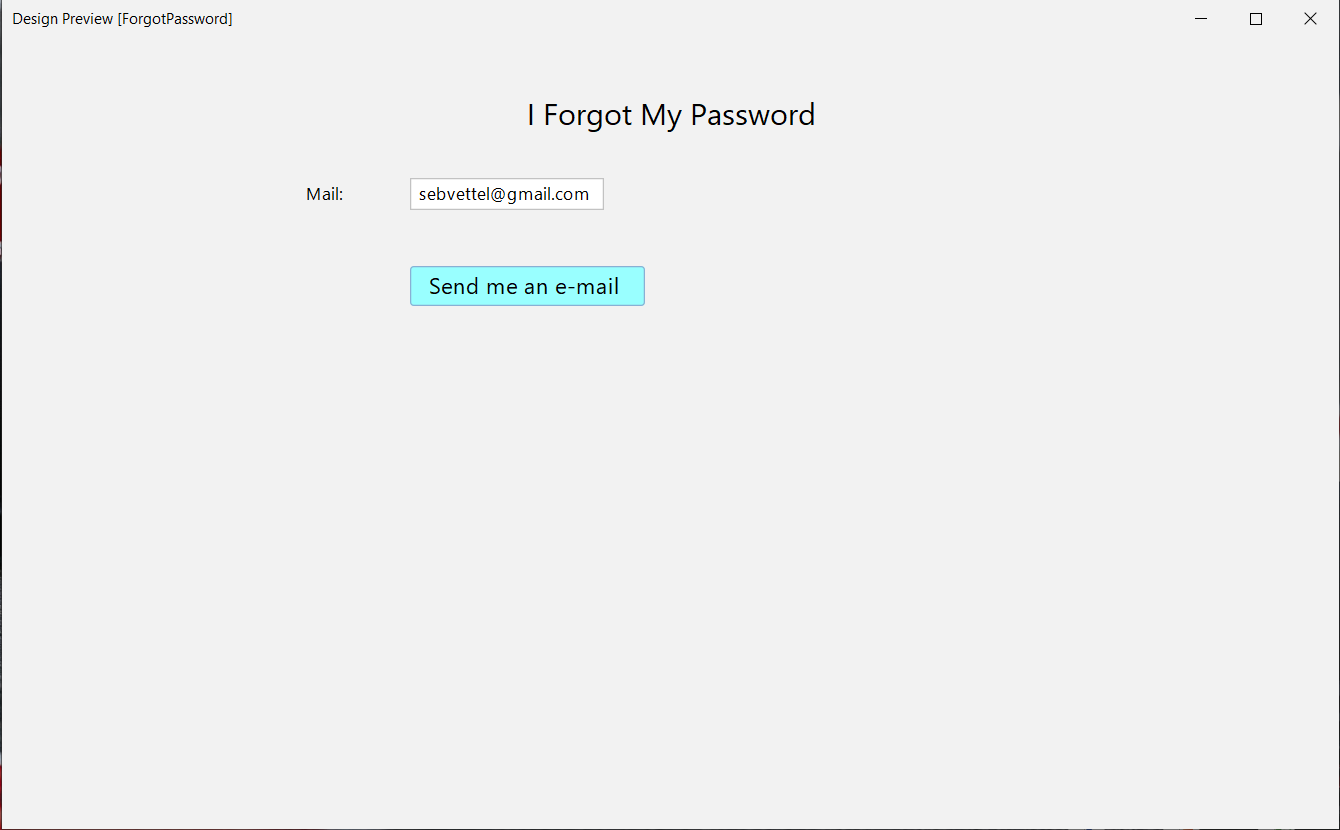 Design Preview [ForgotPassword]
I Forgot My Password
Mail: sebvettel@gmail.com
Send me an e-mail